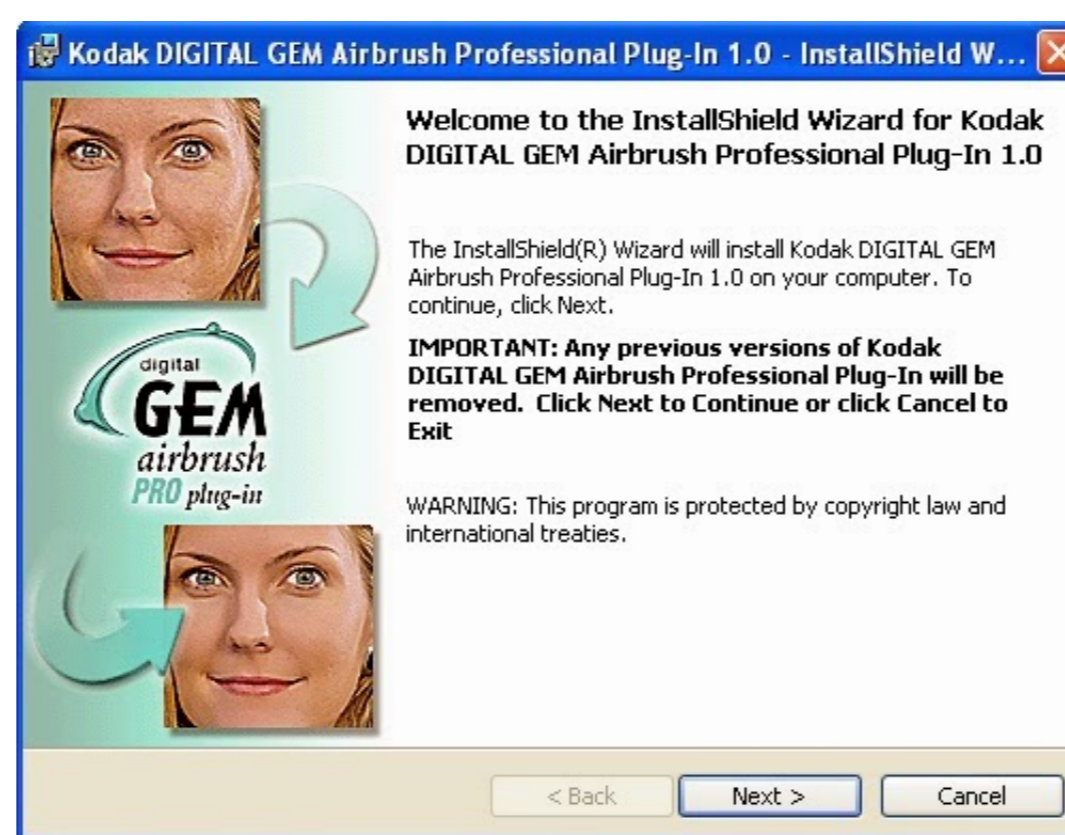 Kodak DIGITAL GEM Airbrush Professional Plug-In 1.0 - InstallShield W...
Welcome to the InstallShield Wizard for Kodak
DIGITAL GEM Airbrush Professional Plug-In 1.0
The InstallShield(R) Wizard will install Kodak DIGITAL GEM
Airbrush Professional Plug-In 1.0 on your computer. To
continue, click Next.
IMPORTANT: Any previous versions of Kodak
DIGITAL GEM Airbrush Professional Plug-In will be
removed. Click Next to Continue or click Cancel to
Exit
WARNING: This program is protected by copyright law and
international treaties.
digital
GEM
airbrush
PRO plug-in
< Back
Next >
Cancel